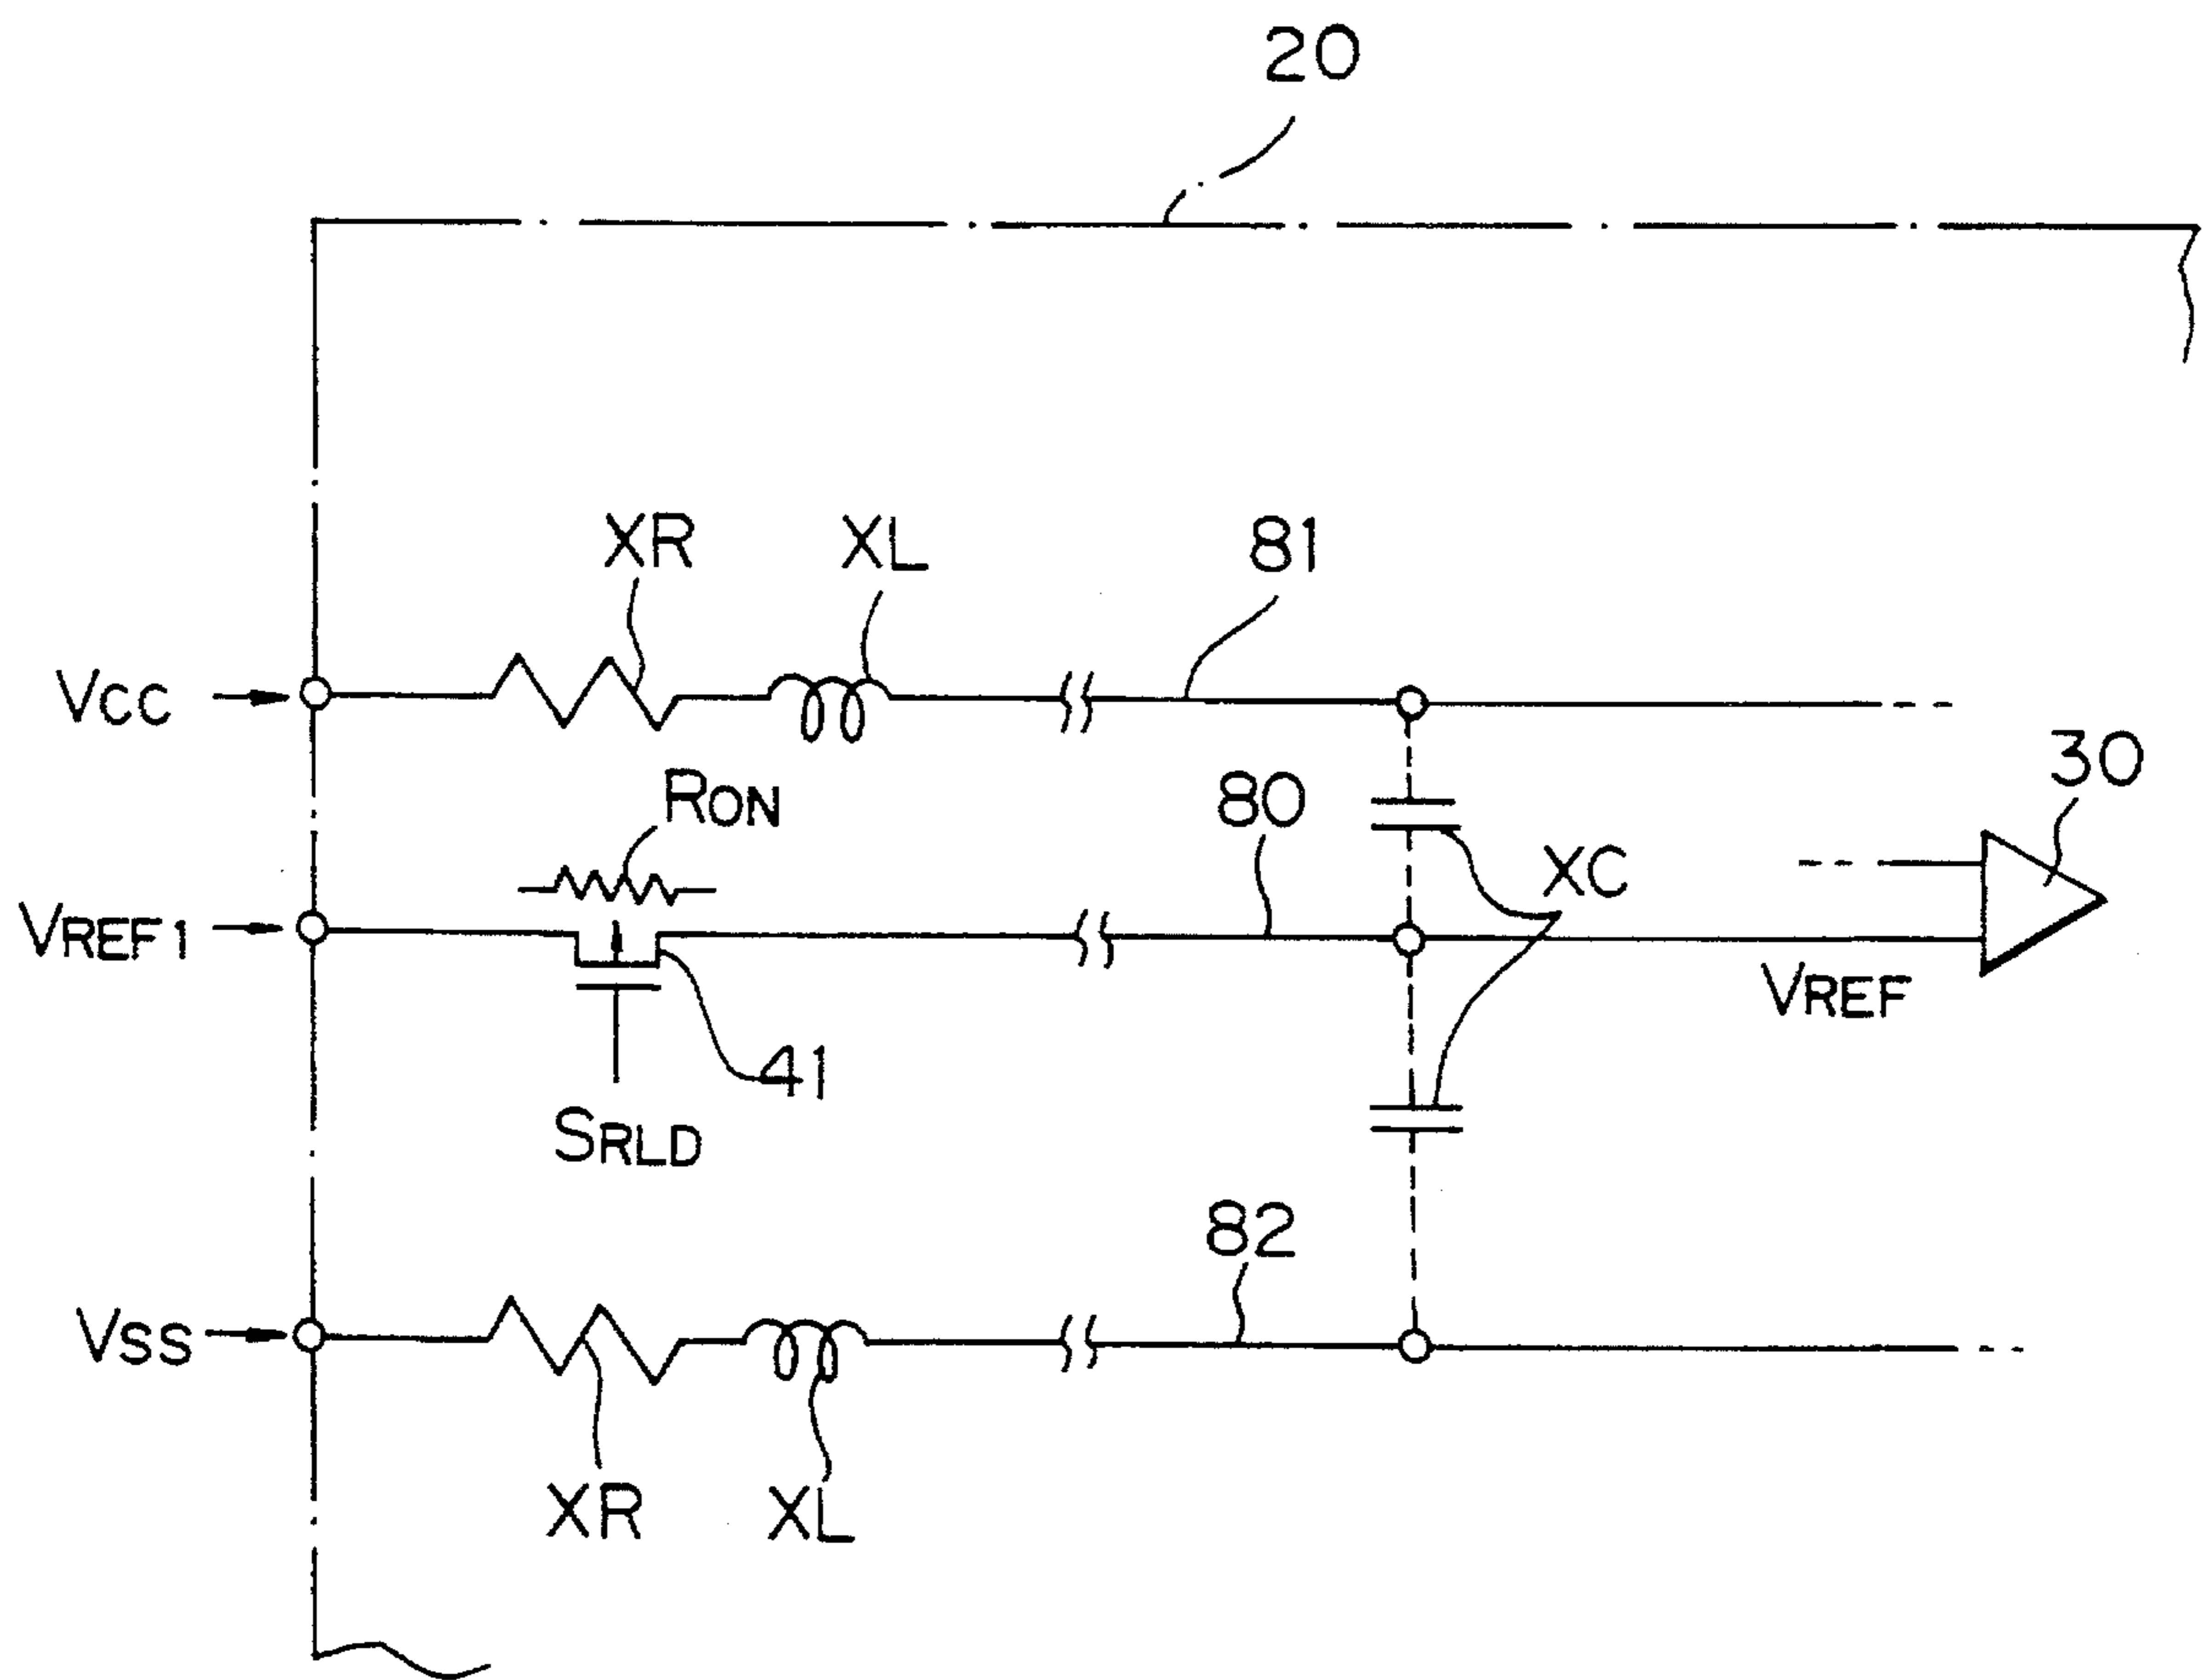 20
XR XL 81
VCC
RON 80 30
XC
VREF1
VREF
41
SRLD
82
VSS
XR XL